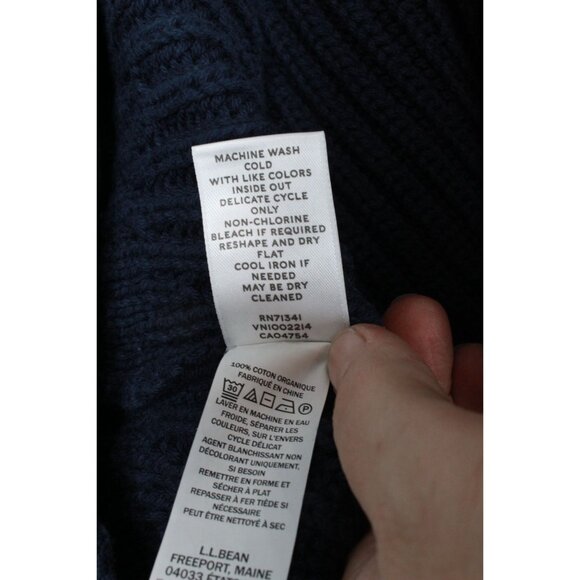 MACHINE WASH
COLD
WITH LIKE COLORS
INSIDE OUT
DELICATE CYCLE
ONLY
NON-CHLORINE
BLEACH IF REQUIRED
RESHAPE AND DRY
FLAT
COOL IRON IF
NEEDED
MAY BE DRY
CLEANED
RN71341
VN1002214
CA04754
100% COTON ORGANIQUE
FABRIQUÉ EN CHINE
30 P
LAVER EN MACHINE EN EAU
FROIDE, SÉPARER LES
COULEURS, SUR L'ENVERS
CYCLE DÉLICAT
AGENT BLANCHISSANT NON
DÉCOLORANT UNIQUEMENT,
SI BESOIN
REMETTRE EN FORME ET
SÉCHER À PLAT
REPASSER À FER TIÈDE SI
NÉCESSAIRE
PEUT ÊTRE NETTOYÉ À SEC
L.L.BEAN
FREEPORT, MAINE
04033 ÉTATS